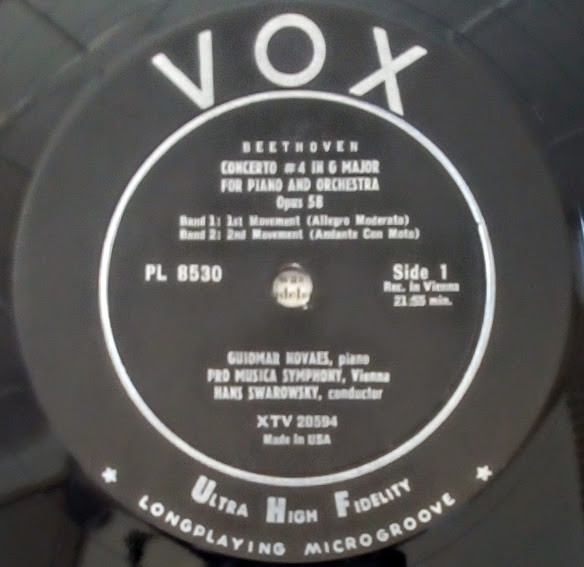 VOX
BEETHOVEN
CONCERTO #4 IN G MAJOR
FOR PIANO AND ORCHESTRA
Opus 58
Band 1: 1st Movement (Allegro Moderato)
Band 2: 2nd Movement (Andante Con Moto)
PL 8530
Side 1
Rec. in Vienna
21:55 min.
GUIOMAR NOVAES, piano
PRO MUSICA SYMPHONY, Vienna
HANS SWAROWSKY, conductor
XTV 20594
Made in USA
ULTRA HIGH FIDELITY
LONGPLAYING MICROGROOVE